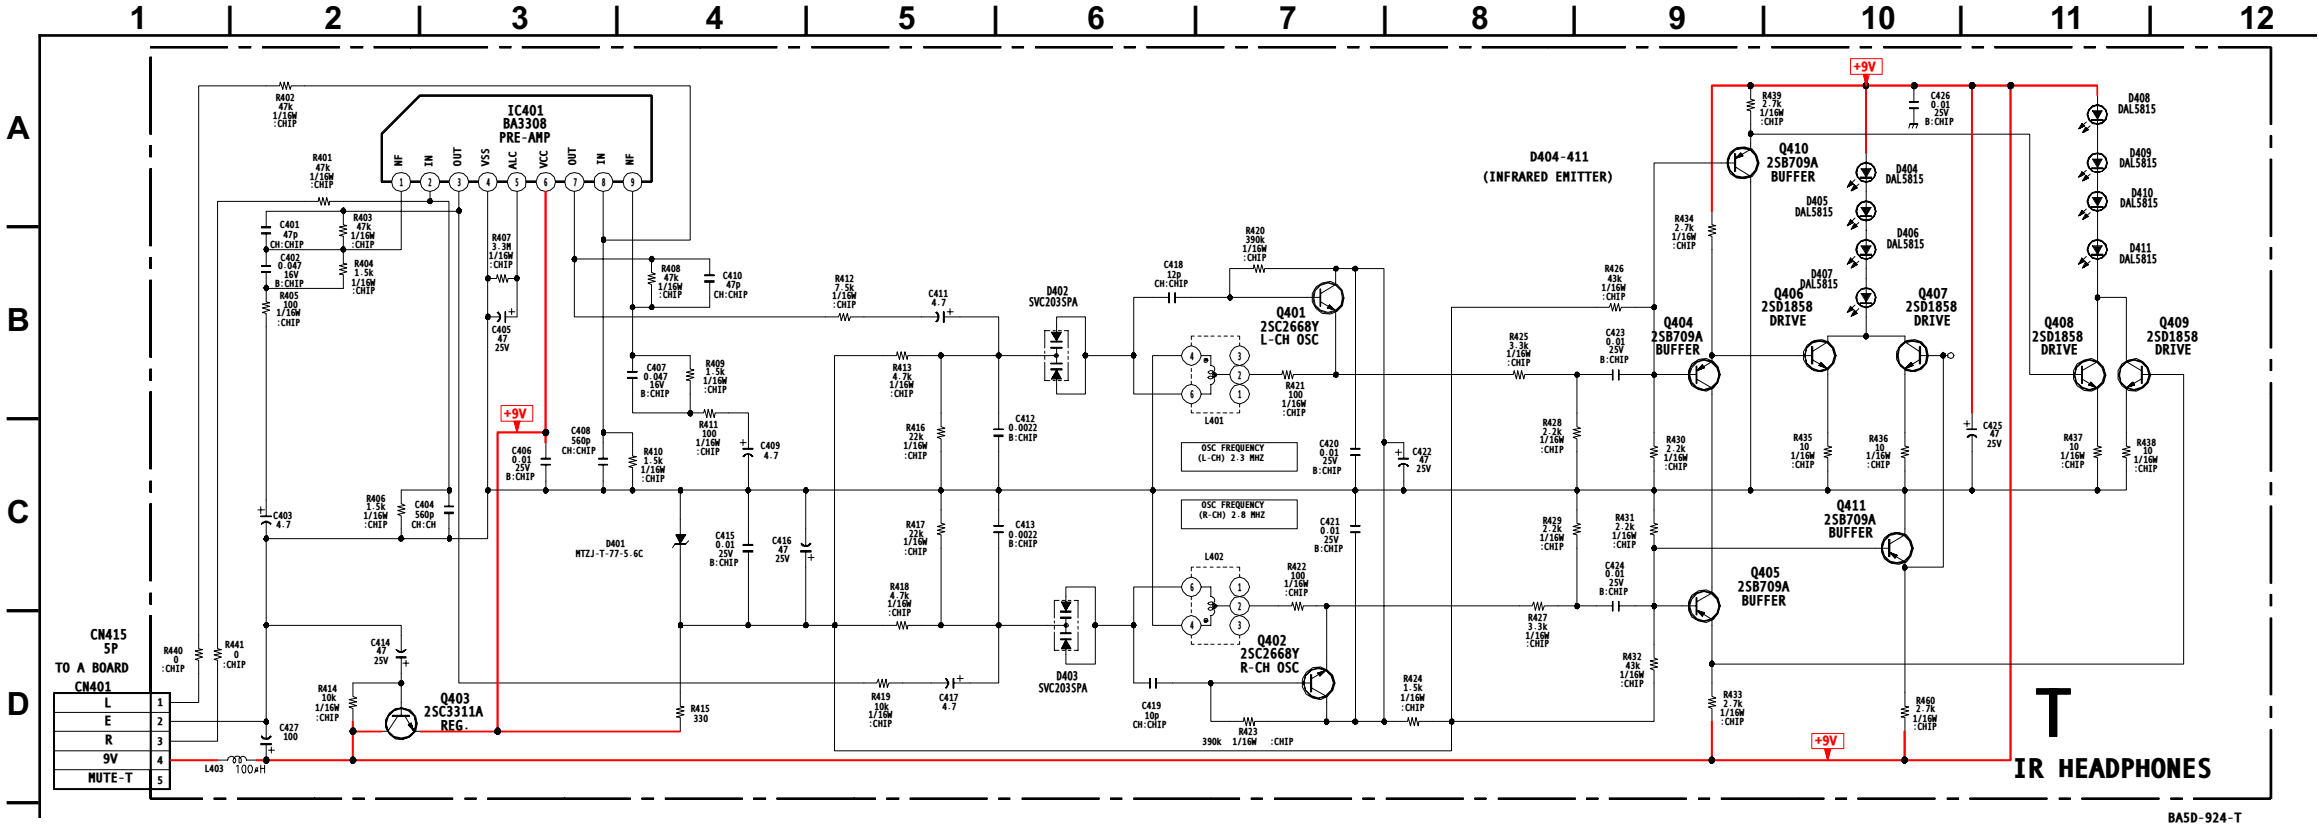 1 2 3 4 5 6 7 8 9 10 11 12
A
B
C
D
R402
47k
1/16W
:CHIP
IC401
BA3308
PRE-AMP
NF IN OUT VSS ALC VCC OUT IN NF
1 2 3 4 5 6 7 8 9
R401
47k
1/16W
:CHIP
C401
47p
CH:CHIP
R403
47k
1/16W
:CHIP
C402
0.047
16V
B:CHIP
R404
1.5k
1/16W
:CHIP
R405
100
1/16W
:CHIP
R407
3.3M
1/16W
:CHIP
C405
47
25V
R408
47k
1/16W
:CHIP
C410
47p
CH:CHIP
R412
7.5k
1/16W
:CHIP
C411
4.7
D402
SVC203SPA
C418
12p
CH:CHIP
R420
390k
1/16W
:CHIP
Q401
2SC2668Y
L-CH OSC
4 3
2
6 1
L401
R421
100
1/16W
:CHIP
C407
0.047
16V
B:CHIP
R409
1.5k
1/16W
:CHIP
R411
100
1/16W
:CHIP
C409
4.7
R413
4.7k
1/16W
:CHIP
+9V
C406
0.01
25V
B:CHIP
C408
560p
CH:CHIP
R410
1.5k
1/16W
:CHIP
R416
22k
1/16W
:CHIP
C412
0.0022
B:CHIP
OSC FREQUENCY
(L-CH) 2.3 MHZ
C420
0.01
25V
B:CHIP
C422
47
25V
OSC FREQUENCY
(R-CH) 2.8 MHZ
C403
4.7
R406
1.5k
1/16W
:CHIP
C404
560p
CH:CH
D401
MTZJ-T-77-5.6C
C415
0.01
25V
B:CHIP
C416
47
25V
R417
22k
1/16W
:CHIP
C413
0.0022
B:CHIP
C421
0.01
25V
B:CHIP
L402
6 1
2
4 3
R422
100
1/16W
:CHIP
R418
4.7k
1/16W
:CHIP
D403
SVC203SPA
Q402
2SC2668Y
R-CH OSC
C419
10p
CH:CHIP
R423
390k 1/16W :CHIP
R424
1.5k
1/16W
:CHIP
R419
10k
1/16W
:CHIP
C417
4.7
R415
330
CN415
5P
TO A BOARD
CN401
L 1
E 2
R 3
9V 4
MUTE-T 5
R440
0
:CHIP
R441
0
:CHIP
C427
100
L403 100μH
R414
10k
1/16W
:CHIP
C414
47
25V
Q403
2SC3311A
REG.
D404-411
(INFRARED EMITTER)
R439
2.7k
1/16W
:CHIP
+9V
C426
0.01
25V
B:CHIP
Q410
2SB709A
BUFFER
D404
DAL5815
D405
DAL5815
D406
DAL5815
D407
DAL5815
D408
DAL5815
D409
DAL5815
D410
DAL5815
D411
DAL5815
R434
2.7k
1/16W
:CHIP
R426
43k
1/16W
:CHIP
R425
3.3k
1/16W
:CHIP
C423
0.01
25V
B:CHIP
Q404
2SB709A
BUFFER
Q406
2SD1858
DRIVE
Q407
2SD1858
DRIVE
Q408
2SD1858
DRIVE
Q409
2SD1858
DRIVE
R428
2.2k
1/16W
:CHIP
R430
2.2k
1/16W
:CHIP
R435
10
1/16W
:CHIP
R436
10
1/16W
:CHIP
C425
47
25V
R437
10
1/16W
:CHIP
R438
10
1/16W
:CHIP
R429
2.2k
1/16W
:CHIP
R431
2.2k
1/16W
:CHIP
Q411
2SB709A
BUFFER
C424
0.01
25V
B:CHIP
Q405
2SB709A
BUFFER
R427
3.3k
1/16W
:CHIP
R432
43k
1/16W
:CHIP
R433
2.7k
1/16W
:CHIP
+9V
R460
2.7k
1/16W
:CHIP
T
IR HEADPHONES
BA5D-924-T